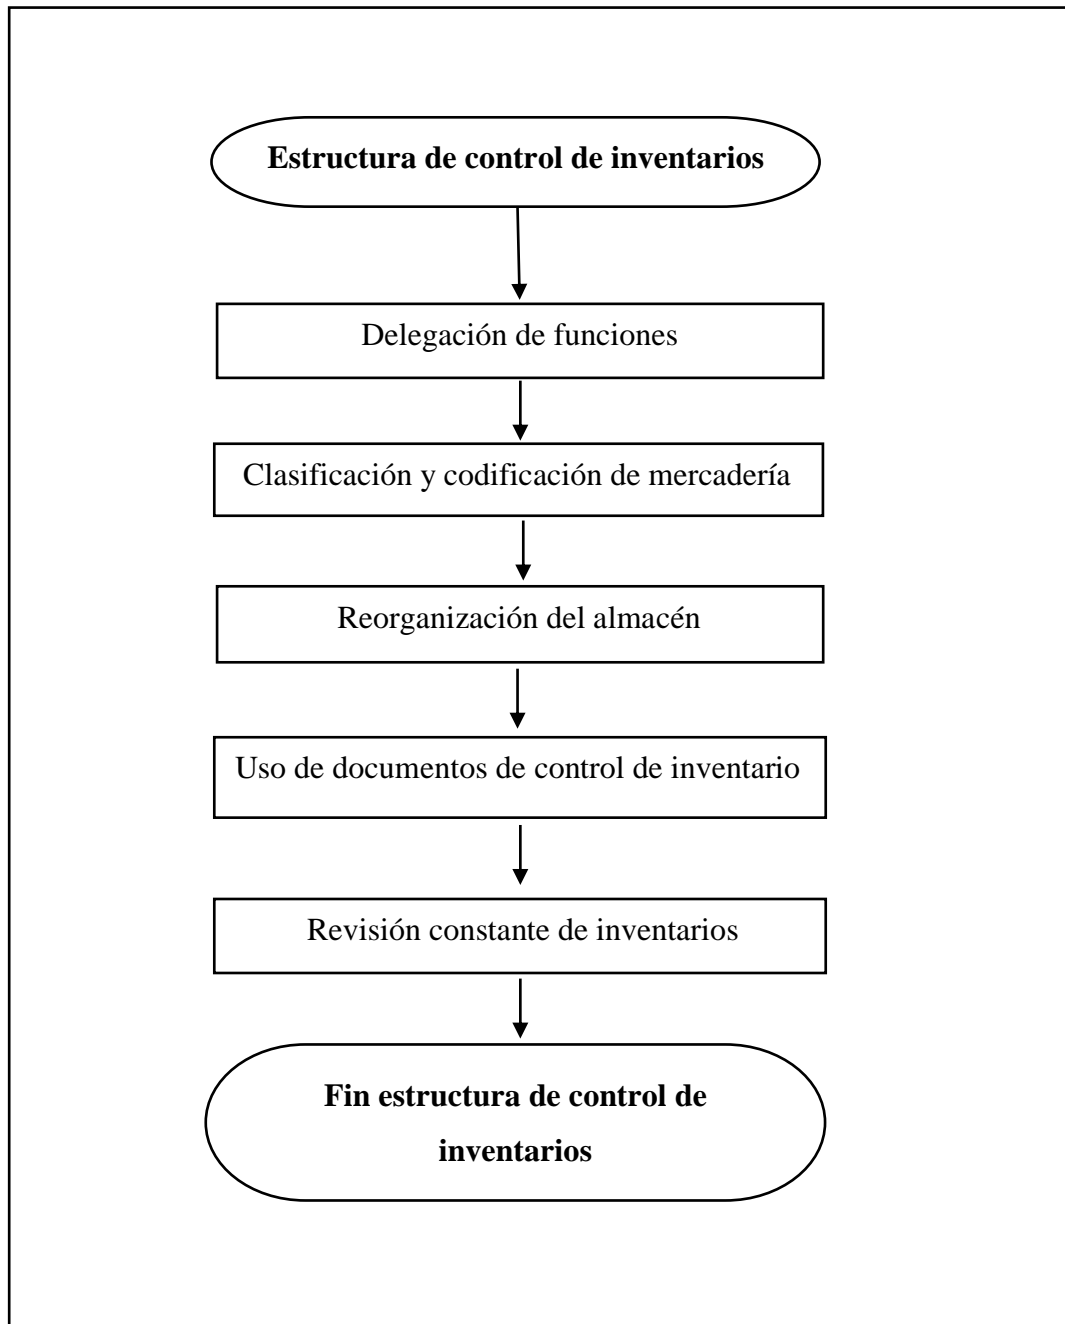 Estructura de control de inventarios
Delegación de funciones
Clasificación y codificación de mercadería
Reorganización del almacén
Uso de documentos de control de inventario
Revisión constante de inventarios
Fin estructura de control de
inventarios